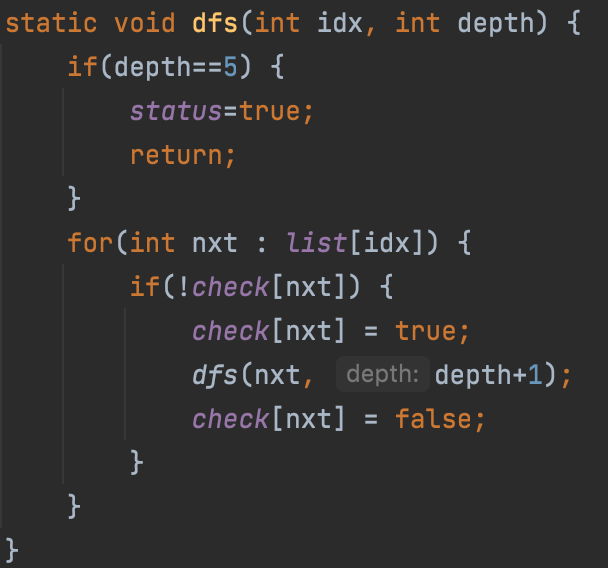 static void dfs(int idx, int depth) {
    if(depth==5) {
        status=true;
        return;
    }
    for(int nxt : list[idx]) {
        if(!check[nxt]) {
            check[nxt] = true;
            dfs(nxt, depth: depth+1);
            check[nxt] = false;
        }
    }
}